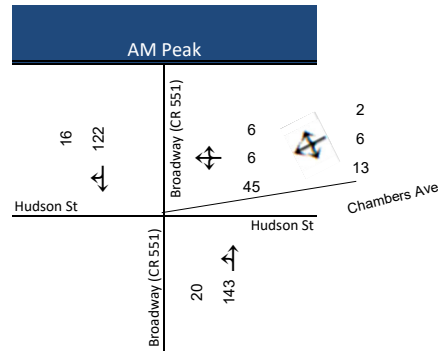 AM Peak
16
122
Broadway (CR 551)
6
6
45
2
6
13
Chambers Ave
Hudson St
Hudson St
Broadway (CR 551)
20
143